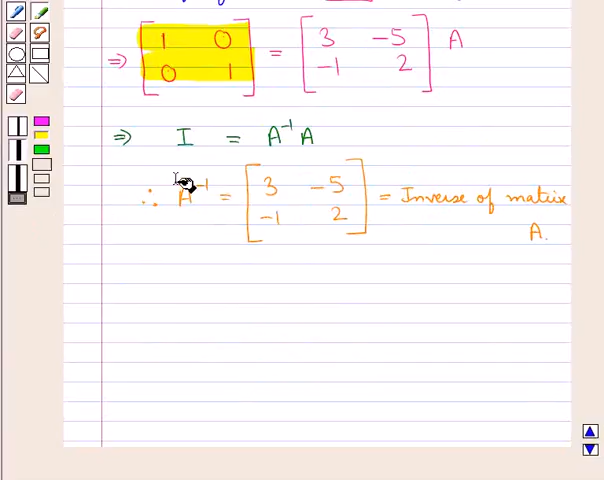 ⇒ [1 0; 0 1] = [3 -5; -1 2] A
⇒ I = A⁻¹ A
∴ A⁻¹ = [3 -5; -1 2] = Inverse of matrix
A.